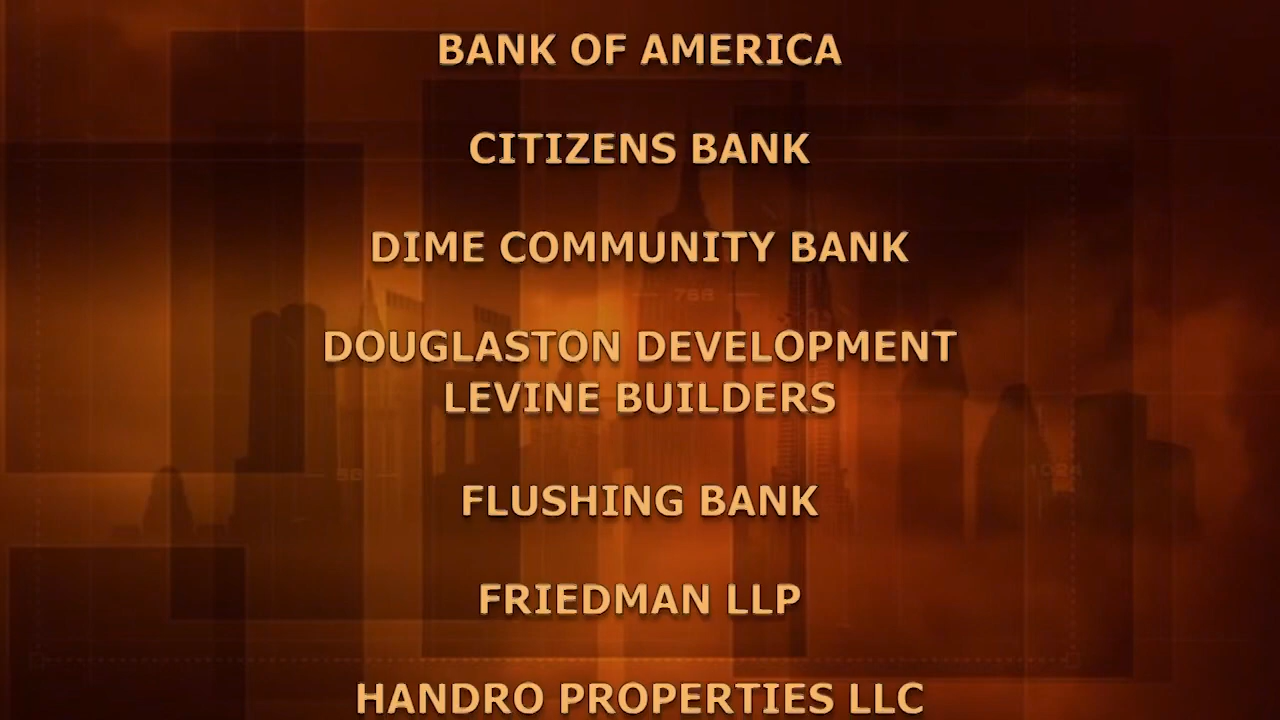 BANK OF AMERICA
CITIZENS BANK
DIME COMMUNITY BANK
768
DOUGLASTON DEVELOPMENT
LEVINE BUILDERS
FLUSHING BANK
FRIEDMAN LLP
HANDRO PROPERTIES LLC